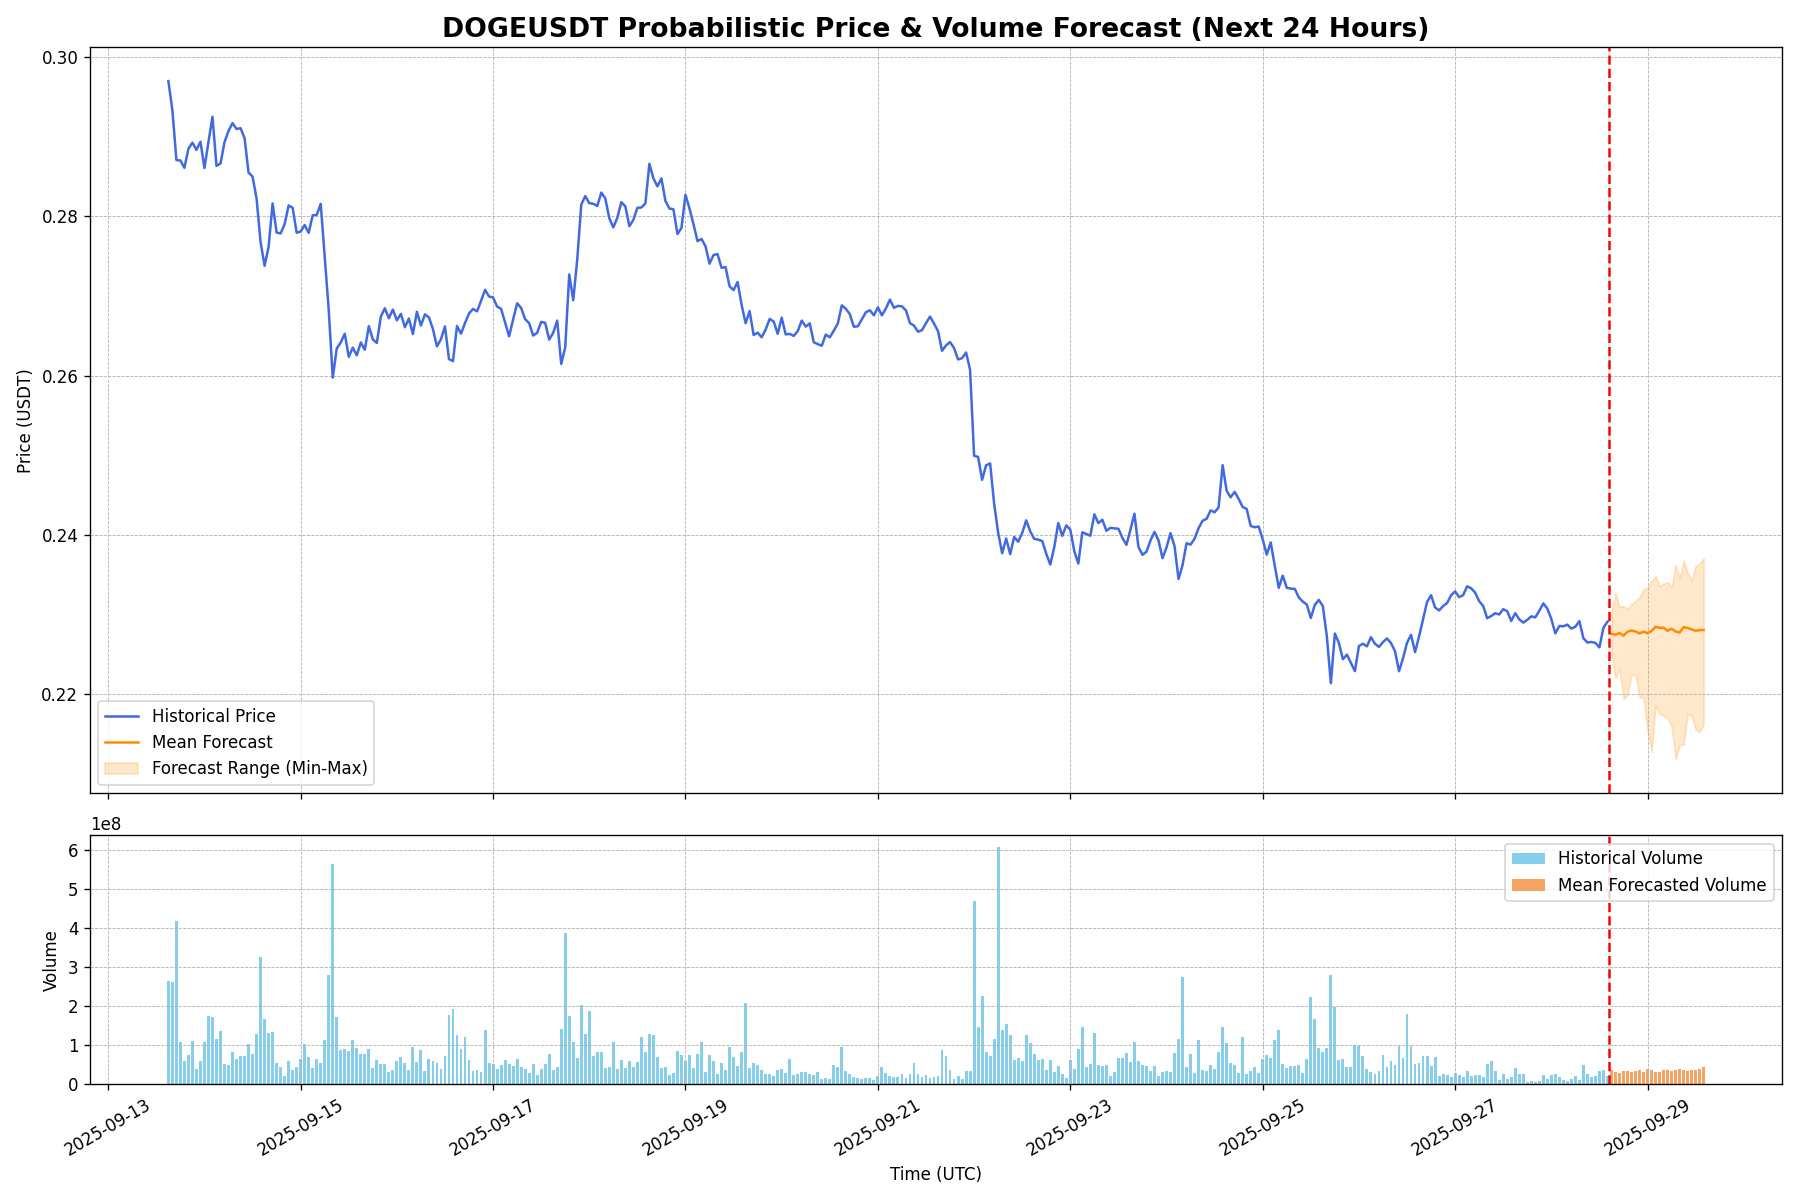 DOGEUSDT Probabilistic Price & Volume Forecast (Next 24 Hours)
0.30
0.28
0.26
0.24
0.22
Price (USDT)
Historical Price
Mean Forecast
Forecast Range (Min-Max)
1e8
6
5
4
3
2
1
0
Volume
Historical Volume
Mean Forecasted Volume
2025-09-13
2025-09-15
2025-09-17
2025-09-19
2025-09-21
2025-09-23
2025-09-25
2025-09-27
2025-09-29
Time (UTC)